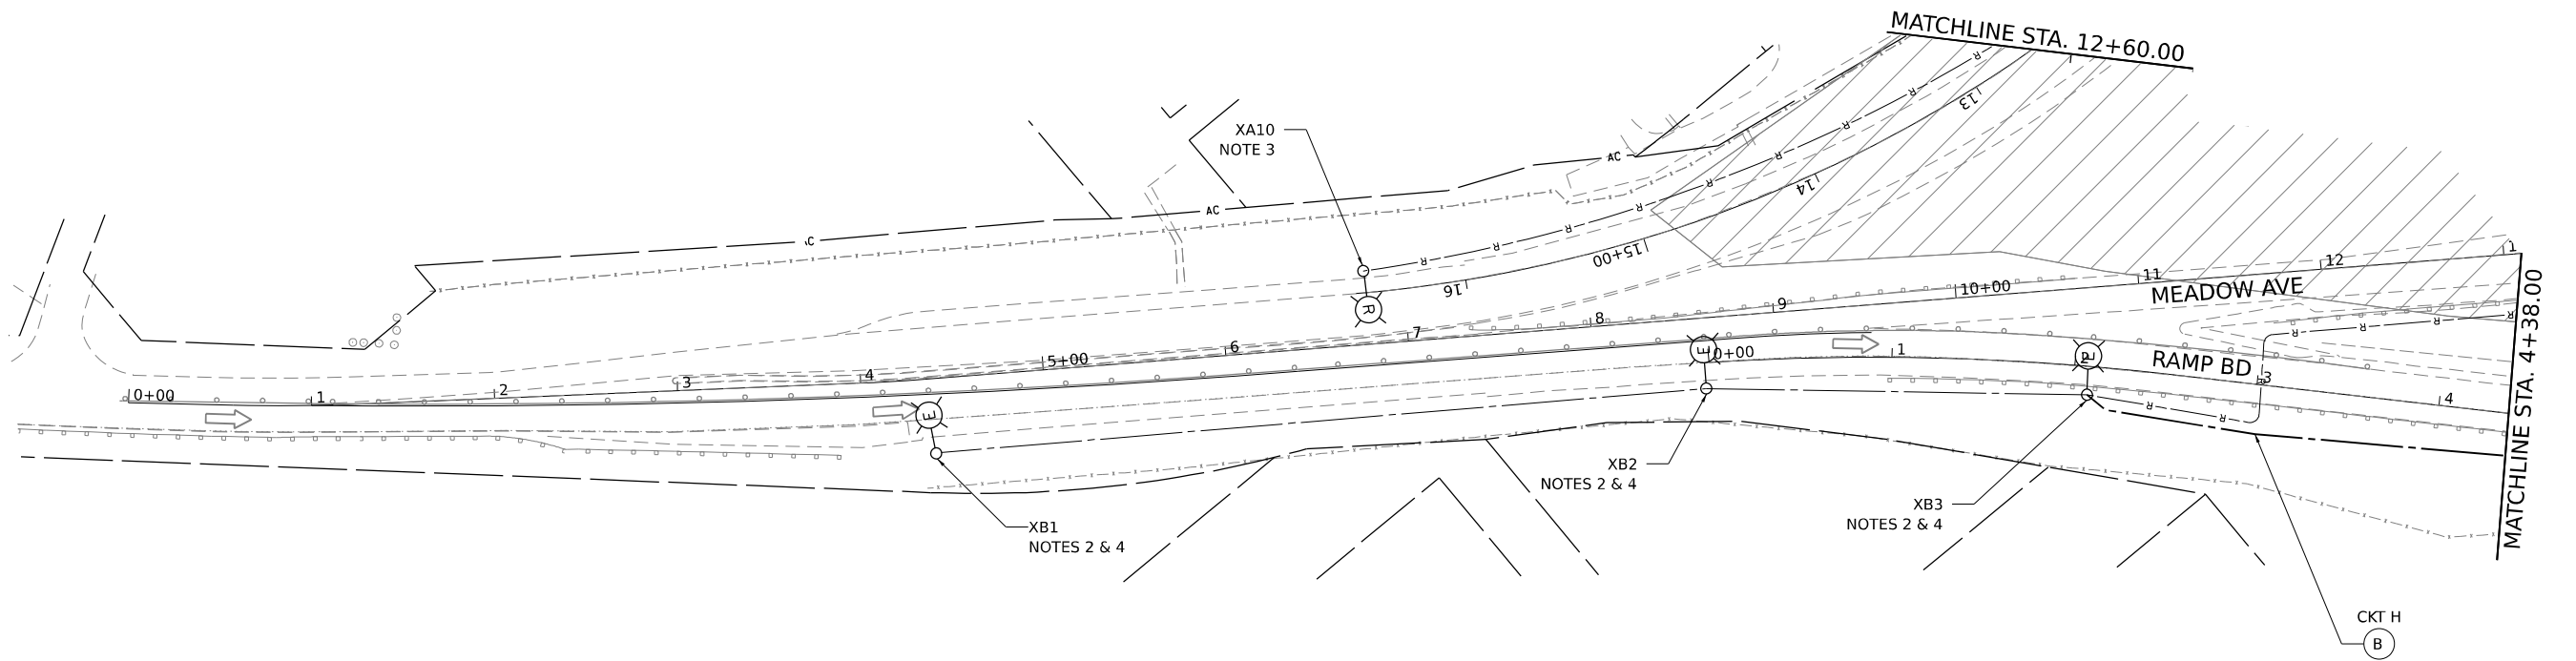 MATCHLINE STA. 12+60.00
XA10
NOTE 3
AC
AC
R
R
R
R
R
R
R
R
R
13
14
15+00
16
R
0+00
1
2
3
4
5+00
6
7
8
9
10+00
11
12
1
MEADOW AVE
E
E
0+00
1
2
3
4
RAMP BD
R
R
R
R
R
R
R
E
XB1
NOTES 2 & 4
XB2
NOTES 2 & 4
XB3
NOTES 2 & 4
CKT H
B
MATCHLINE STA. 4+38.00